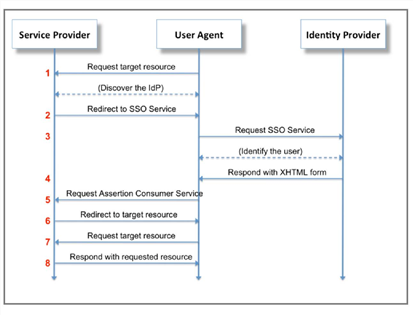 Service Provider
User Agent
Identity Provider
1
Request target resource
(Discover the IdP)
2
Redirect to SSO Service
3
Request SSO Service
(Identify the user)
4
Respond with XHTML form
5
Request Assertion Consumer Service
6
Redirect to target resource
7
Request target resource
8
Respond with requested resource